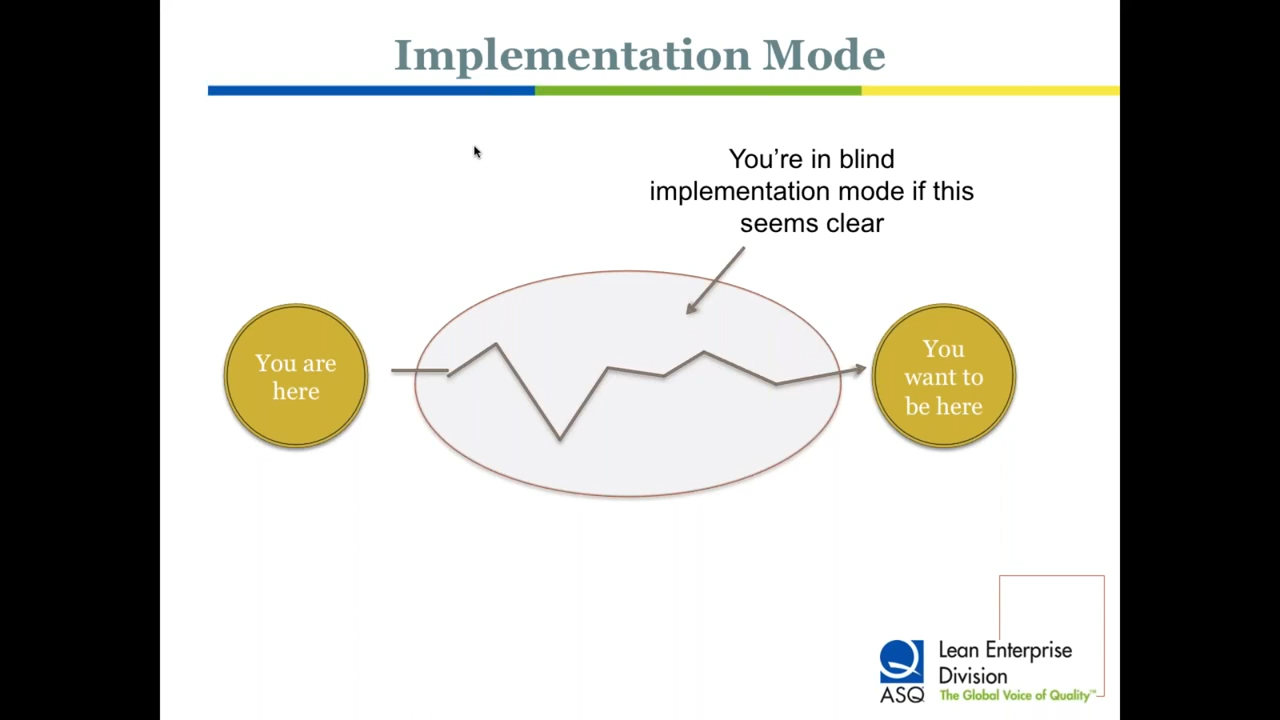 Implementation Mode
You're in blind
implementation mode if this
seems clear
You are
here
You
want to
be here
ASQ
Lean Enterprise
Division
The Global Voice of Quality™